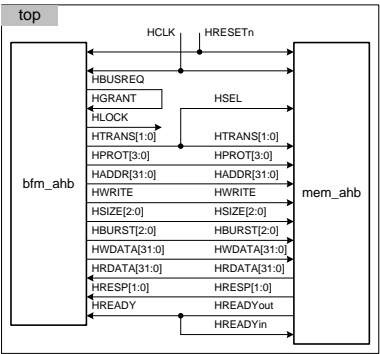 top
HCLK HRESETn
HBUSREQ
HGRANT HSEL
HLOCK
HTRANS[1:0] HTRANS[1:0]
HPROT[3:0] HPROT[3:0]
bfm_ahb HADDR[31:0] HADDR[31:0] mem_ahb
HWRITE HWRITE
HSIZE[2:0] HSIZE[2:0]
HBURST[2:0] HBURST[2:0]
HWDATA[31:0] HWDATA[31:0]
HRDATA[31:0] HRDATA[31:0]
HRESP[1:0] HRESP[1:0]
HREADY HREADYout
HREADYin